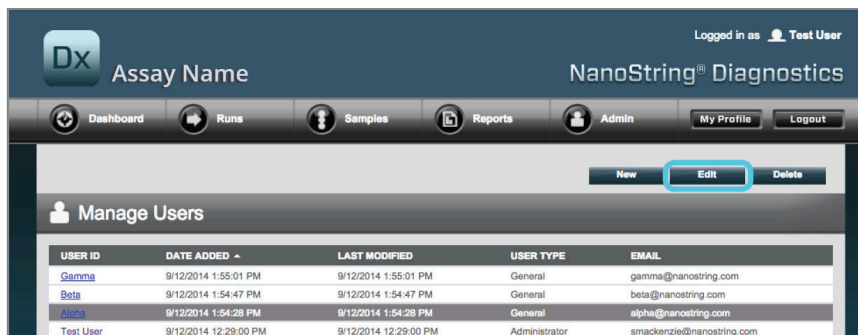 Logged in as Test User
Dx Assay Name
NanoString® Diagnostics
Dashboard Runs Samples Reports Admin My Profile Logout
New Edit Delete
Manage Users
USER ID DATE ADDED LAST MODIFIED USER TYPE EMAIL
Gamma 9/12/2014 1:55:01 PM 9/12/2014 1:55:01 PM General gamma@nanostring.com
Beta 9/12/2014 1:54:47 PM 9/12/2014 1:54:47 PM General beta@nanostring.com
Alpha 9/12/2014 1:54:28 PM 9/12/2014 1:54:28 PM General alpha@nanostring.com
Test User 9/12/2014 12:29:00 PM 9/12/2014 12:29:00 PM Administrator smackenzie@nanostring.com